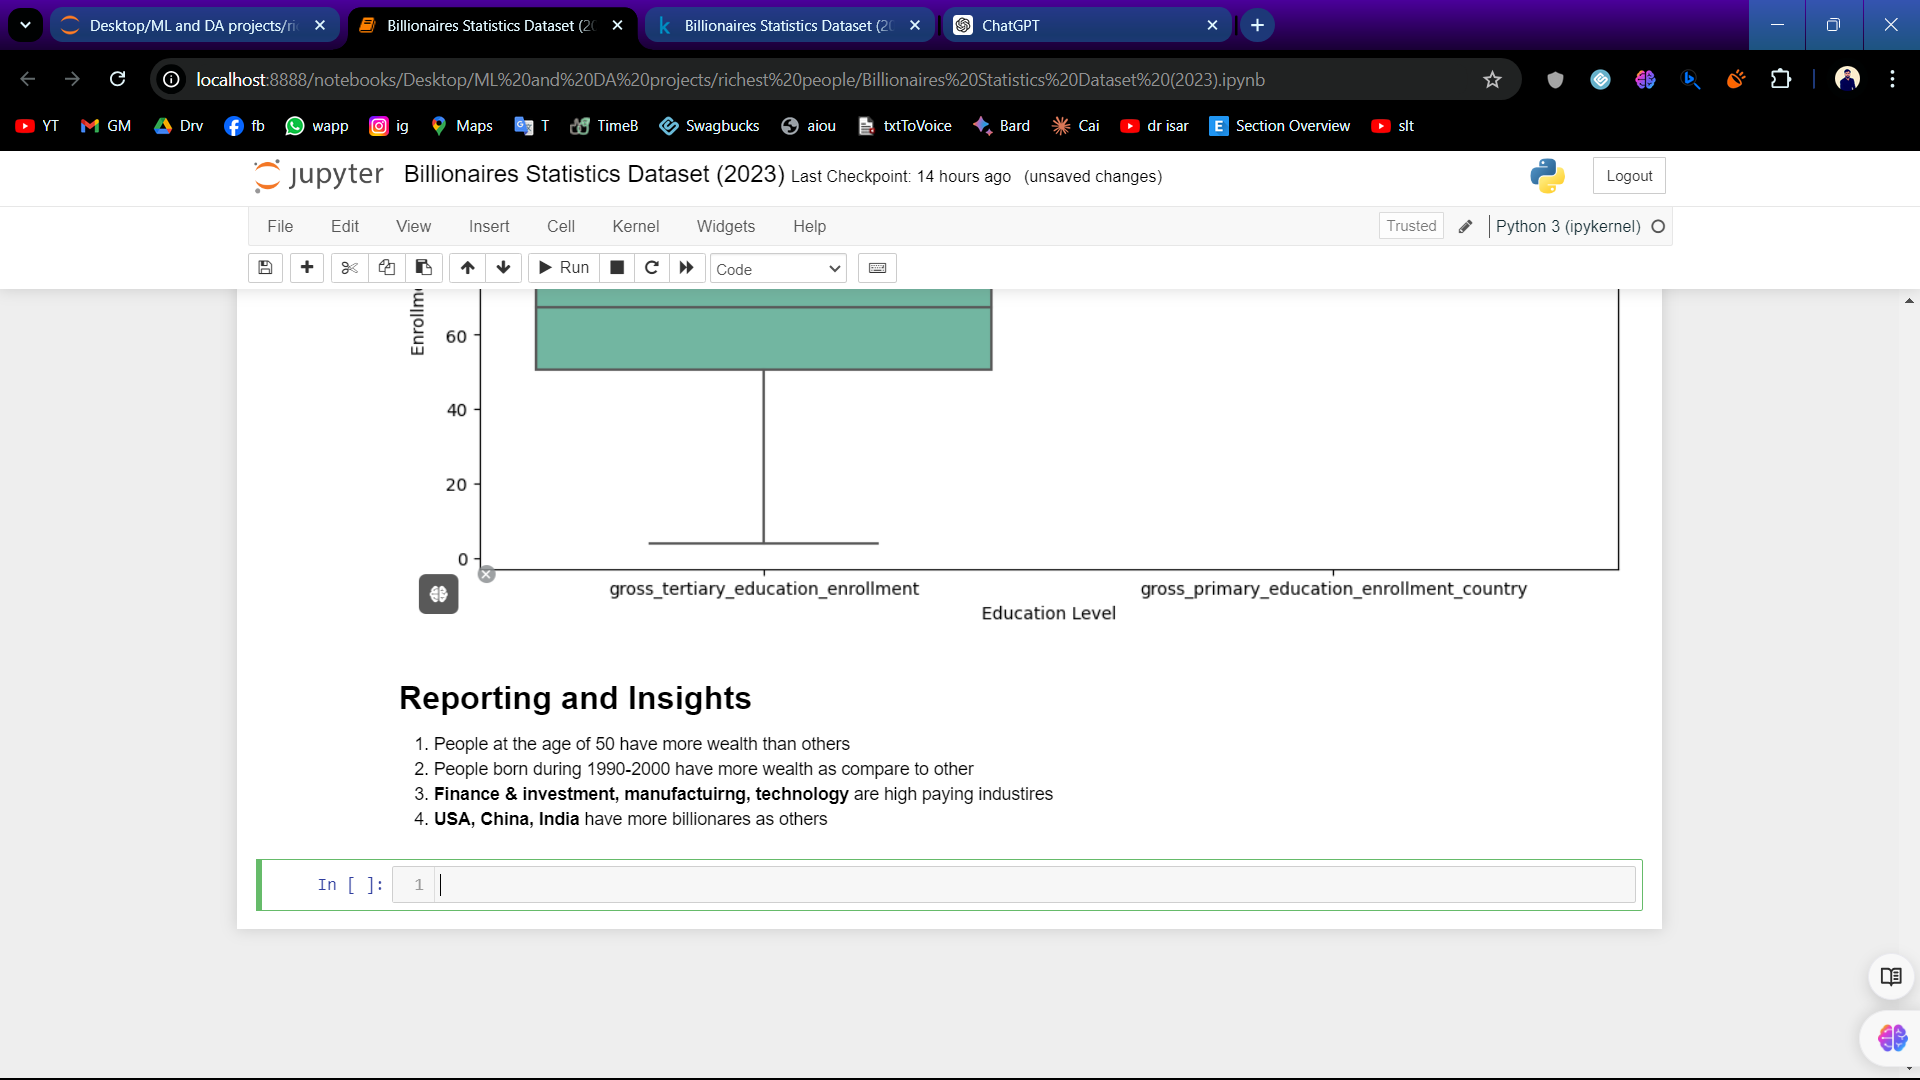 Desktop/ML and DA projects/ri
Billionaires Statistics Dataset (20
Billionaires Statistics Dataset (20
ChatGPT
localhost:8888/notebooks/Desktop/ML%20and%20DA%20projects/richest%20people/Billionaires%20Statistics%20Dataset%20(2023).ipynb
YT GM Drv fb wapp ig Maps T TimeB Swagbucks aiou txtToVoice Bard Cai dr isar Section Overview slt
jupyter Billionaires Statistics Dataset (2023) Last Checkpoint: 14 hours ago (unsaved changes) Logout
File Edit View Insert Cell Kernel Widgets Help Trusted Python 3 (ipykernel)
Run Code
Enrollm
60
40
20
0
gross_tertiary_education_enrollment gross_primary_education_enrollment_country
Education Level
Reporting and Insights
1. People at the age of 50 have more wealth than others
2. People born during 1990-2000 have more wealth as compare to other
3. Finance & investment, manufactuirng, technology are high paying industires
4. USA, China, India have more billionares as others
In [ ]: 1